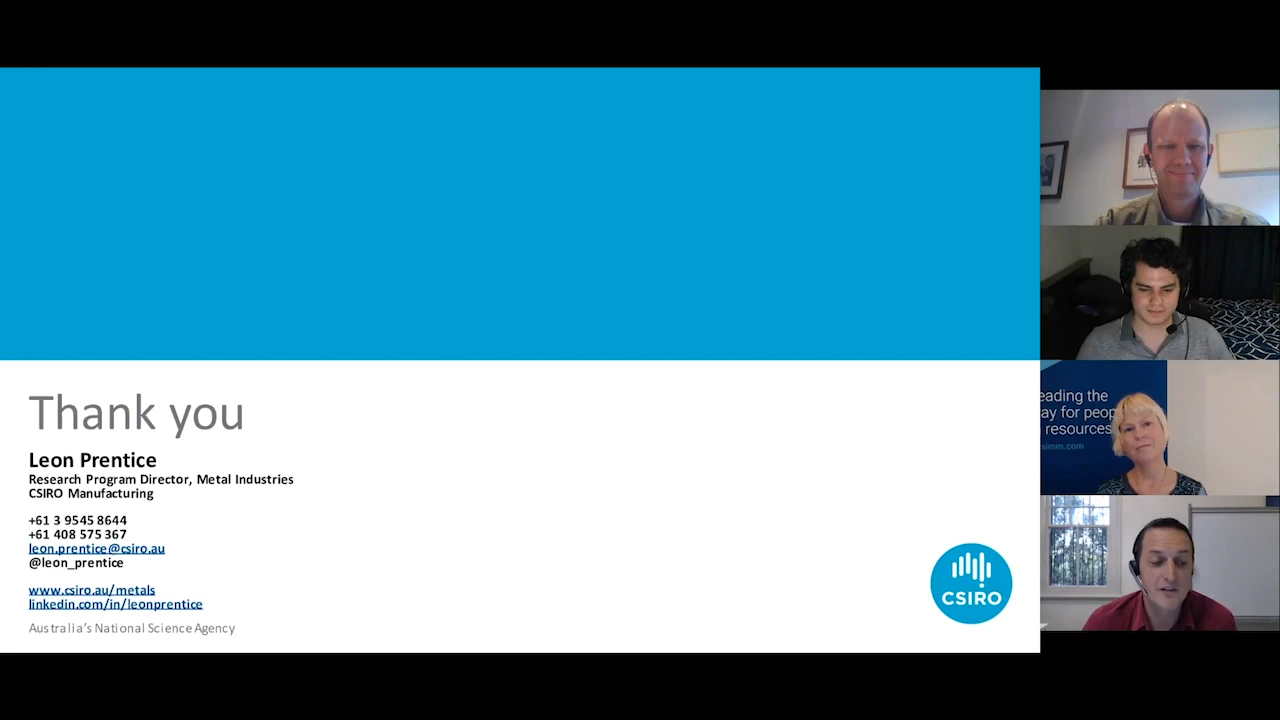 Thank you
Leon Prentice
Research Program Director, Metal Industries
CSIRO Manufacturing
+61 3 9545 8644
+61 408 575 367
leon.prentice@csiro.au
@leon_prentice
www.csiro.au/metals
linkedin.com/in/leonprentice
Australia's National Science Agency
CSIRO
eading the
ay for peop
resources
simm.com